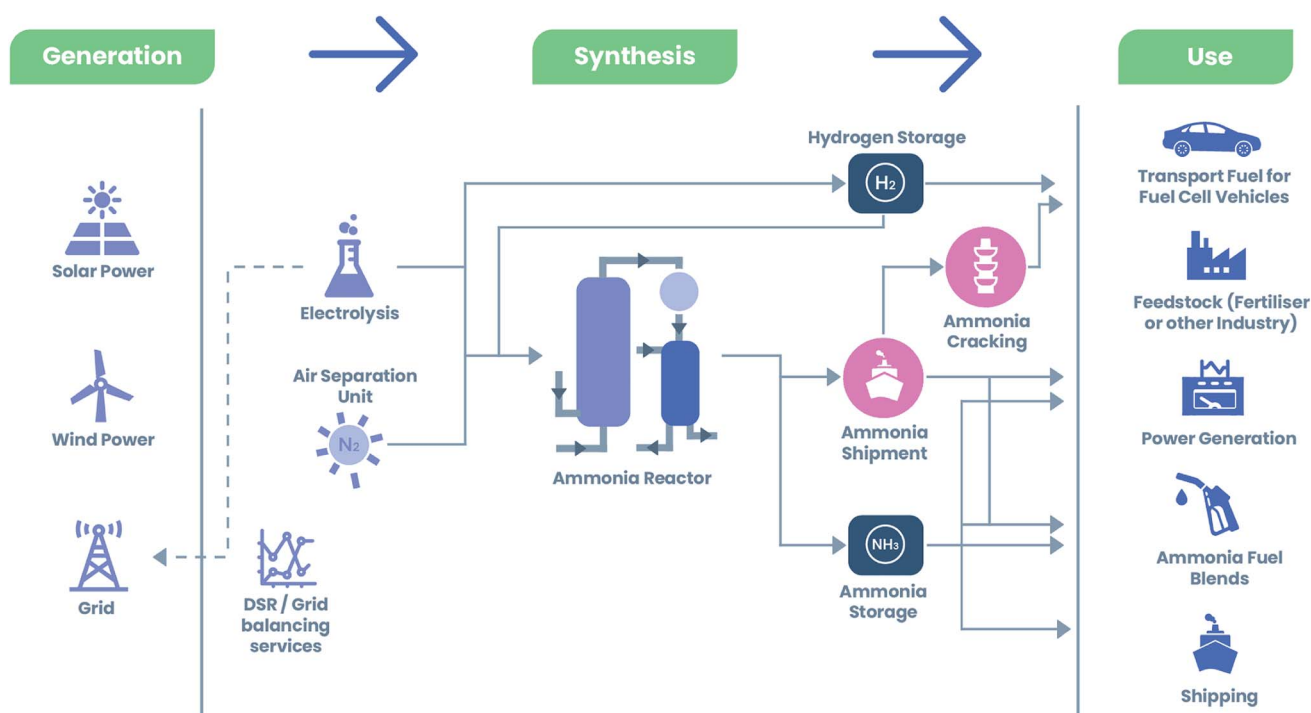 Generation
Synthesis
Use
Solar Power
Wind Power
Grid
Electrolysis
Air Separation
Unit
N₂
DSR / Grid
balancing
services
Ammonia Reactor
Hydrogen Storage
H₂
Ammonia
Cracking
Ammonia
Shipment
NH₃
Ammonia
Storage
Transport Fuel for
Fuel Cell Vehicles
Feedstock (Fertiliser
or other Industry)
Power Generation
Ammonia Fuel
Blends
Shipping